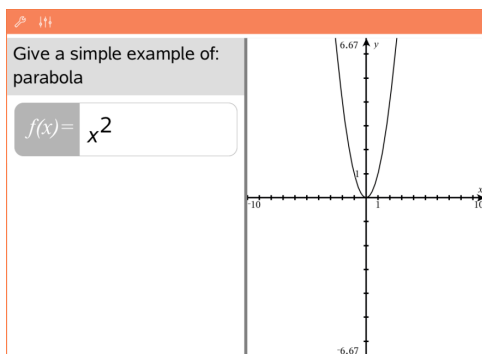 Give a simple example of:
parabola
f(x)= x²
6.67 y
1
x
-10 1 10
-6.67